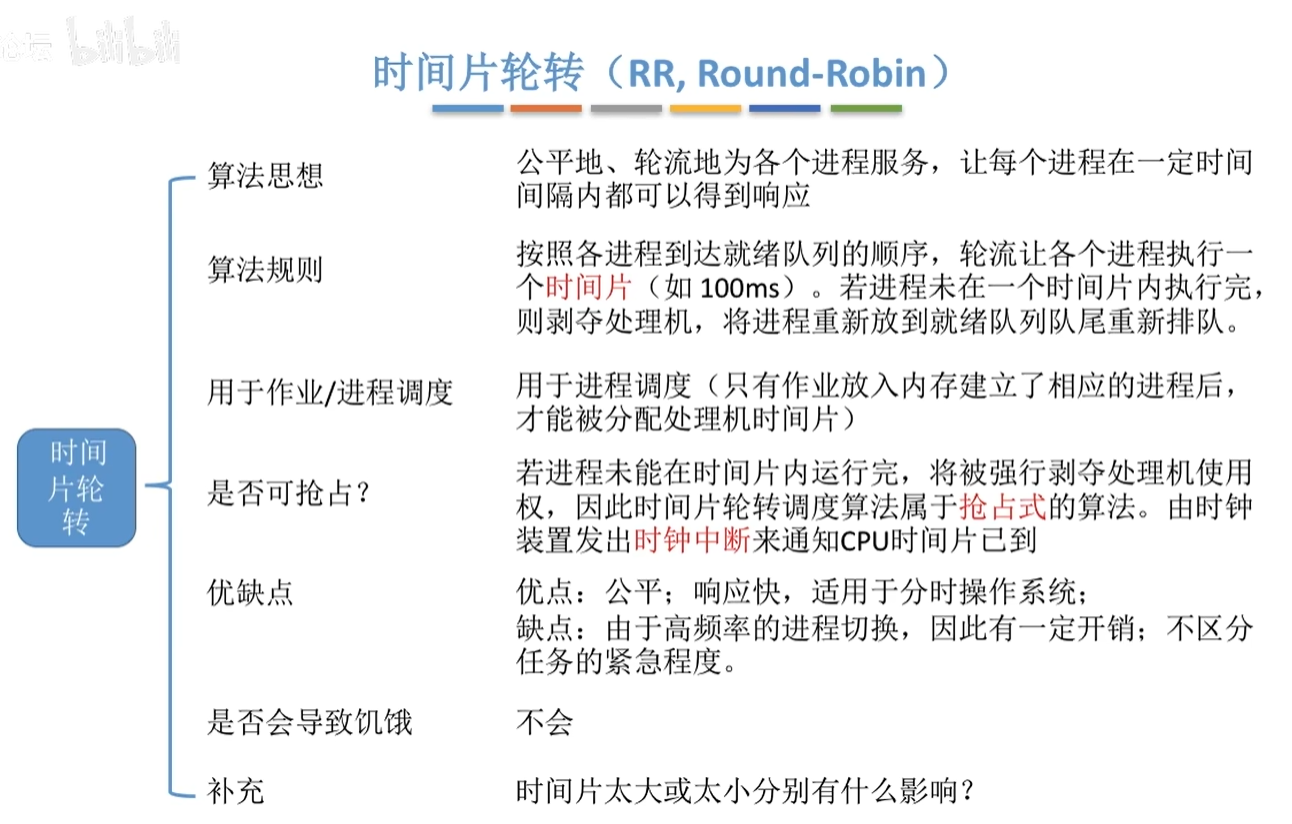 论坛 bilibili
时间片轮转（RR, Round-Robin）
算法思想
公平地、轮流地为各个进程服务，让每个进程在一定时间
间隔内都可以得到响应
算法规则
按照各进程到达就绪队列的顺序，轮流让各个进程执行一
个时间片（如 100ms）。若进程未在一个时间片内执行完，
则剥夺处理机，将进程重新放到就绪队列队尾重新排队。
用于作业/进程调度
用于进程调度（只有作业放入内存建立了相应的进程后，
才能被分配处理机时间片）
时间
片轮
转
是否可抢占？
若进程未能在时间片内运行完，将被强行剥夺处理机使用
权，因此时间片轮转调度算法属于抢占式的算法。由时钟
装置发出时钟中断来通知CPU时间片已到
优缺点
优点：公平；响应快，适用于分时操作系统；
缺点：由于高频率的进程切换，因此有一定开销；不区分
任务的紧急程度。
是否会导致饥饿
不会
补充
时间片太大或太小分别有什么影响？